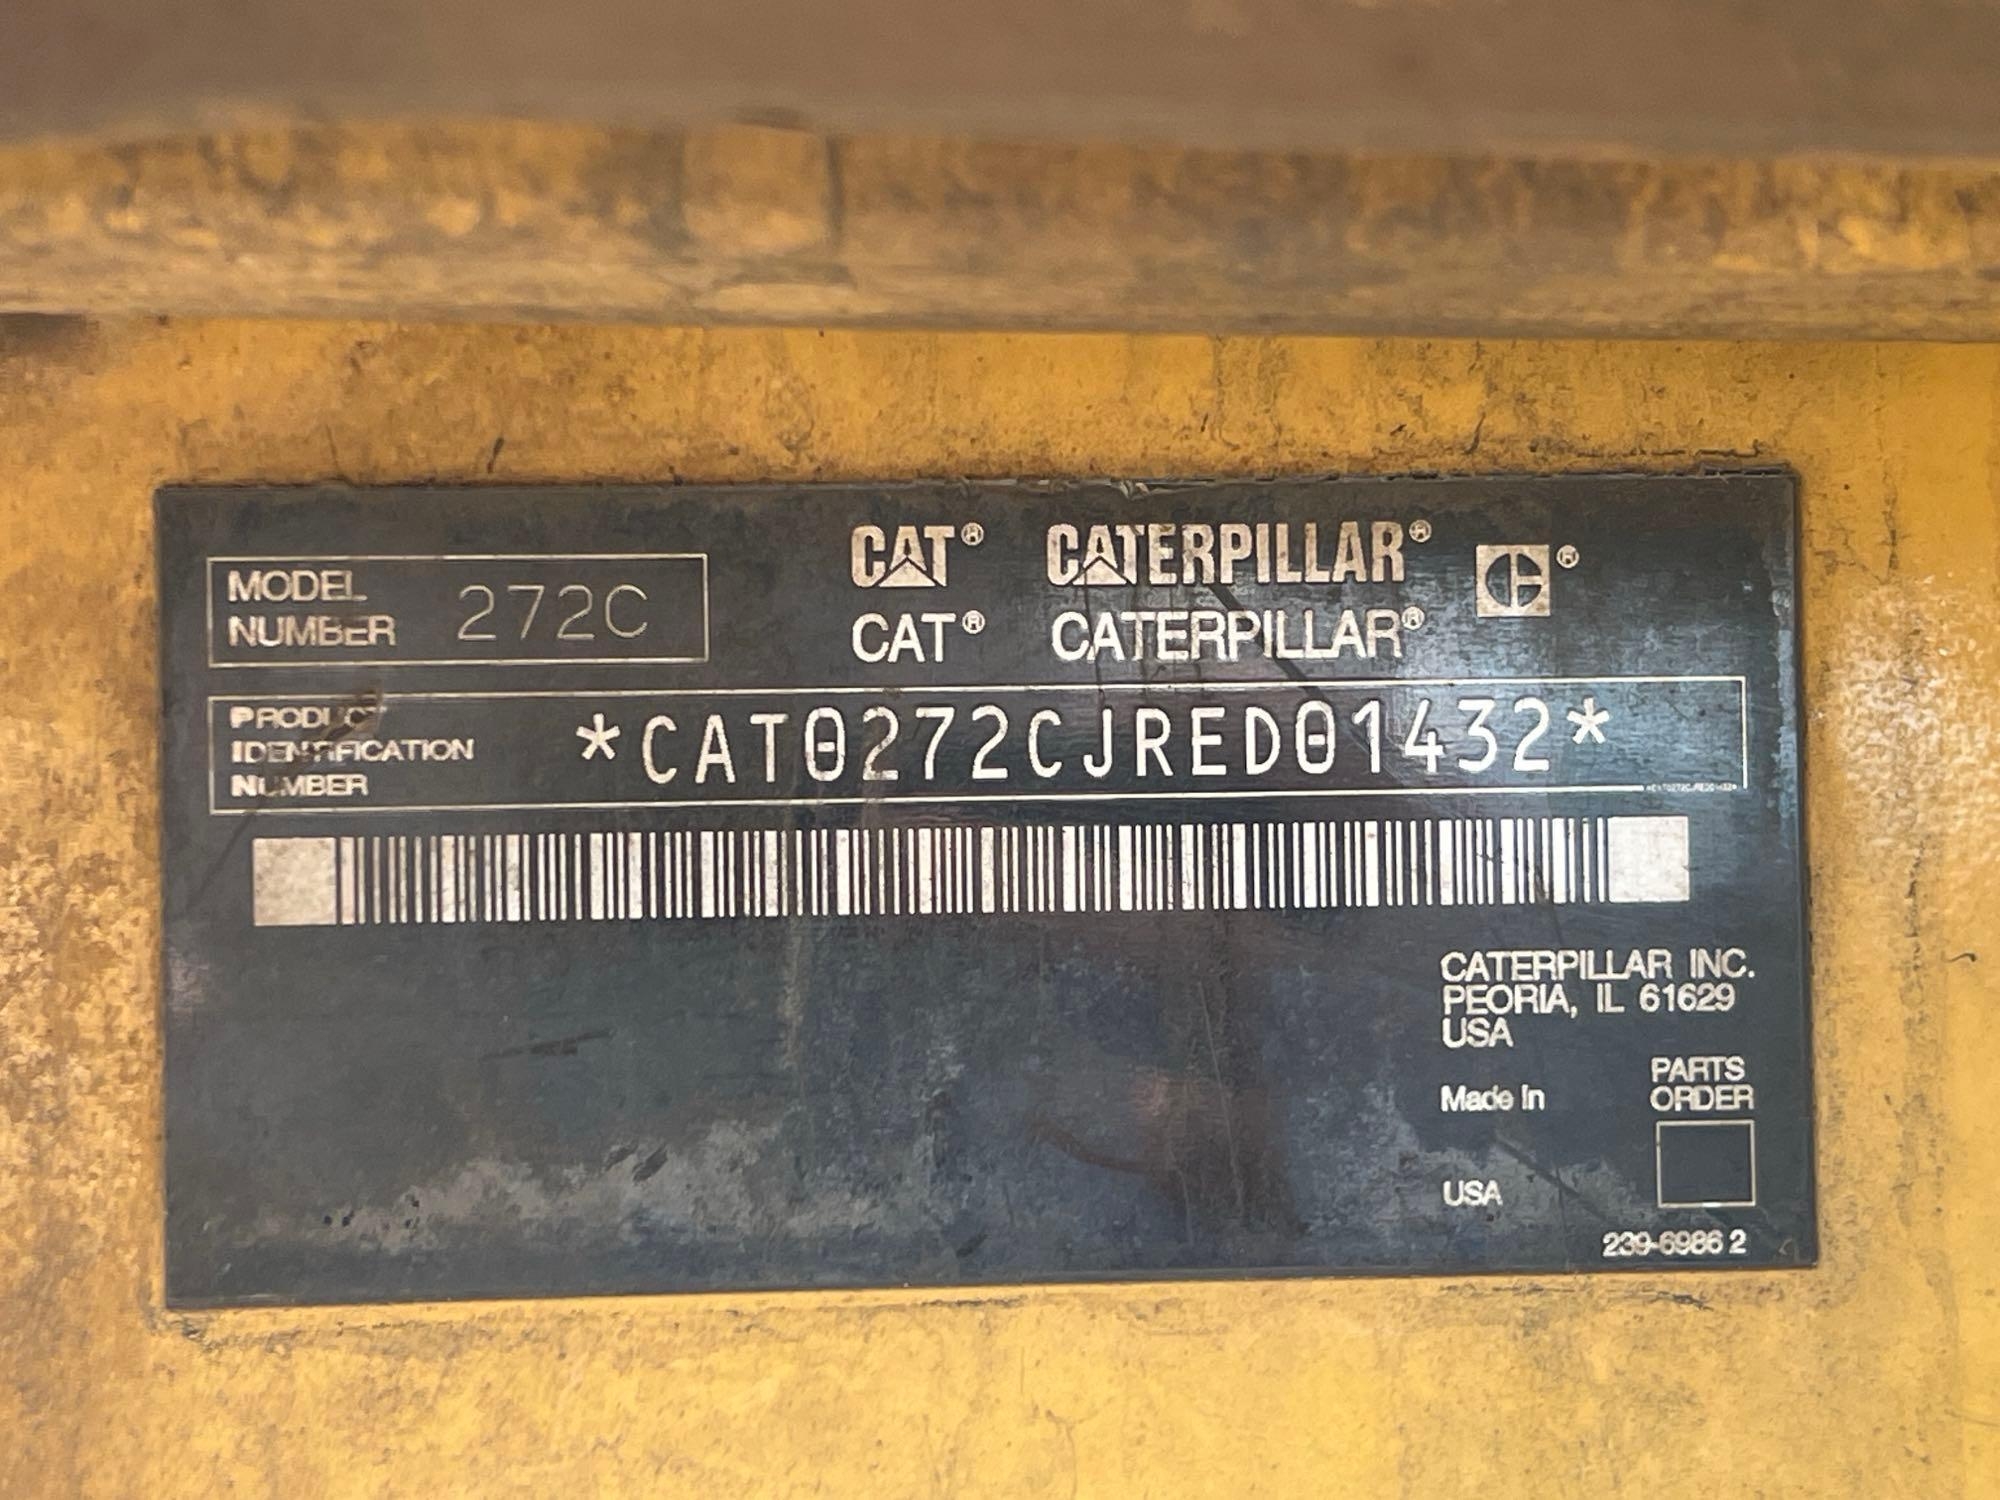 MODEL
NUMBER 272C
CAT® CATERPILLAR® ®
CAT® CATERPILLAR®
PRODUCT
IDENTIFICATION
NUMBER
*CAT0272CJRED01432*
*CAT0272CJRED01432*
CATERPILLAR INC.
PEORIA, IL 61629
USA
Made in
USA
PARTS
ORDER
239-6986 2